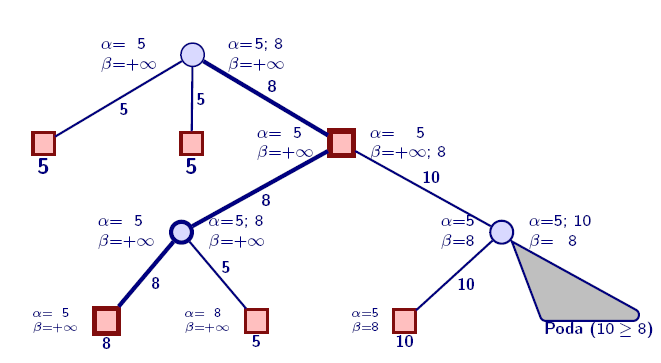 α= 5
β=+∞
α=5; 8
β=+∞
8
5
5
α= 5
β=+∞
α= 5
β=+∞; 8
5
5
10
8
α= 5
β=+∞
α=5; 8
β=+∞
α=5
β=8
α=5; 10
β= 8
8
5
10
α= 5
β=+∞
α= 8
β=+∞
α=5
β=8
8
5
10
Poda (10 ≥ 8)